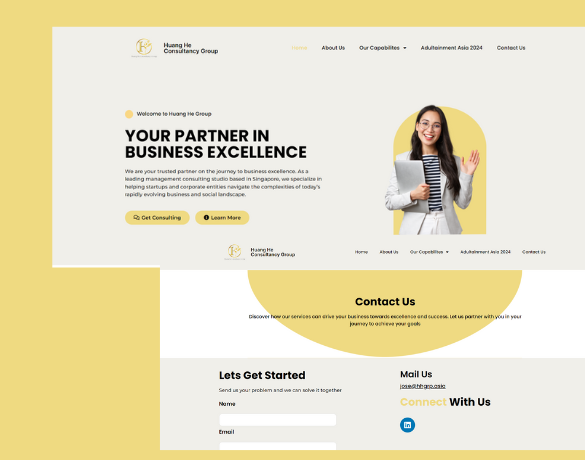 Huang He
Consultancy Group
Home
About Us
Our Capabilites
Adultainment Asia 2024
Contact Us
Welcome to Huang He Group
YOUR PARTNER IN
BUSINESS EXCELLENCE
We are your trusted partner on the journey to business excellence. As a
leading management consulting studio based in Singapore, we specialize in
helping startups and corporate entities navigate the complexities of today's
rapidly evolving business and social landscape.
Get Consulting
Learn More
Huang He
Consultancy Group
Home
About Us
Our Capabilites
Adultainment Asia 2024
Contact Us
Contact Us
Discover how our services can drive your business towards excellence and success. Let us partner with you in your
journey to achieve your goals
Lets Get Started
Send us your problem and we can solve it together
Name
Email
Mail Us
jose@hhgrp.asia
Connect With Us